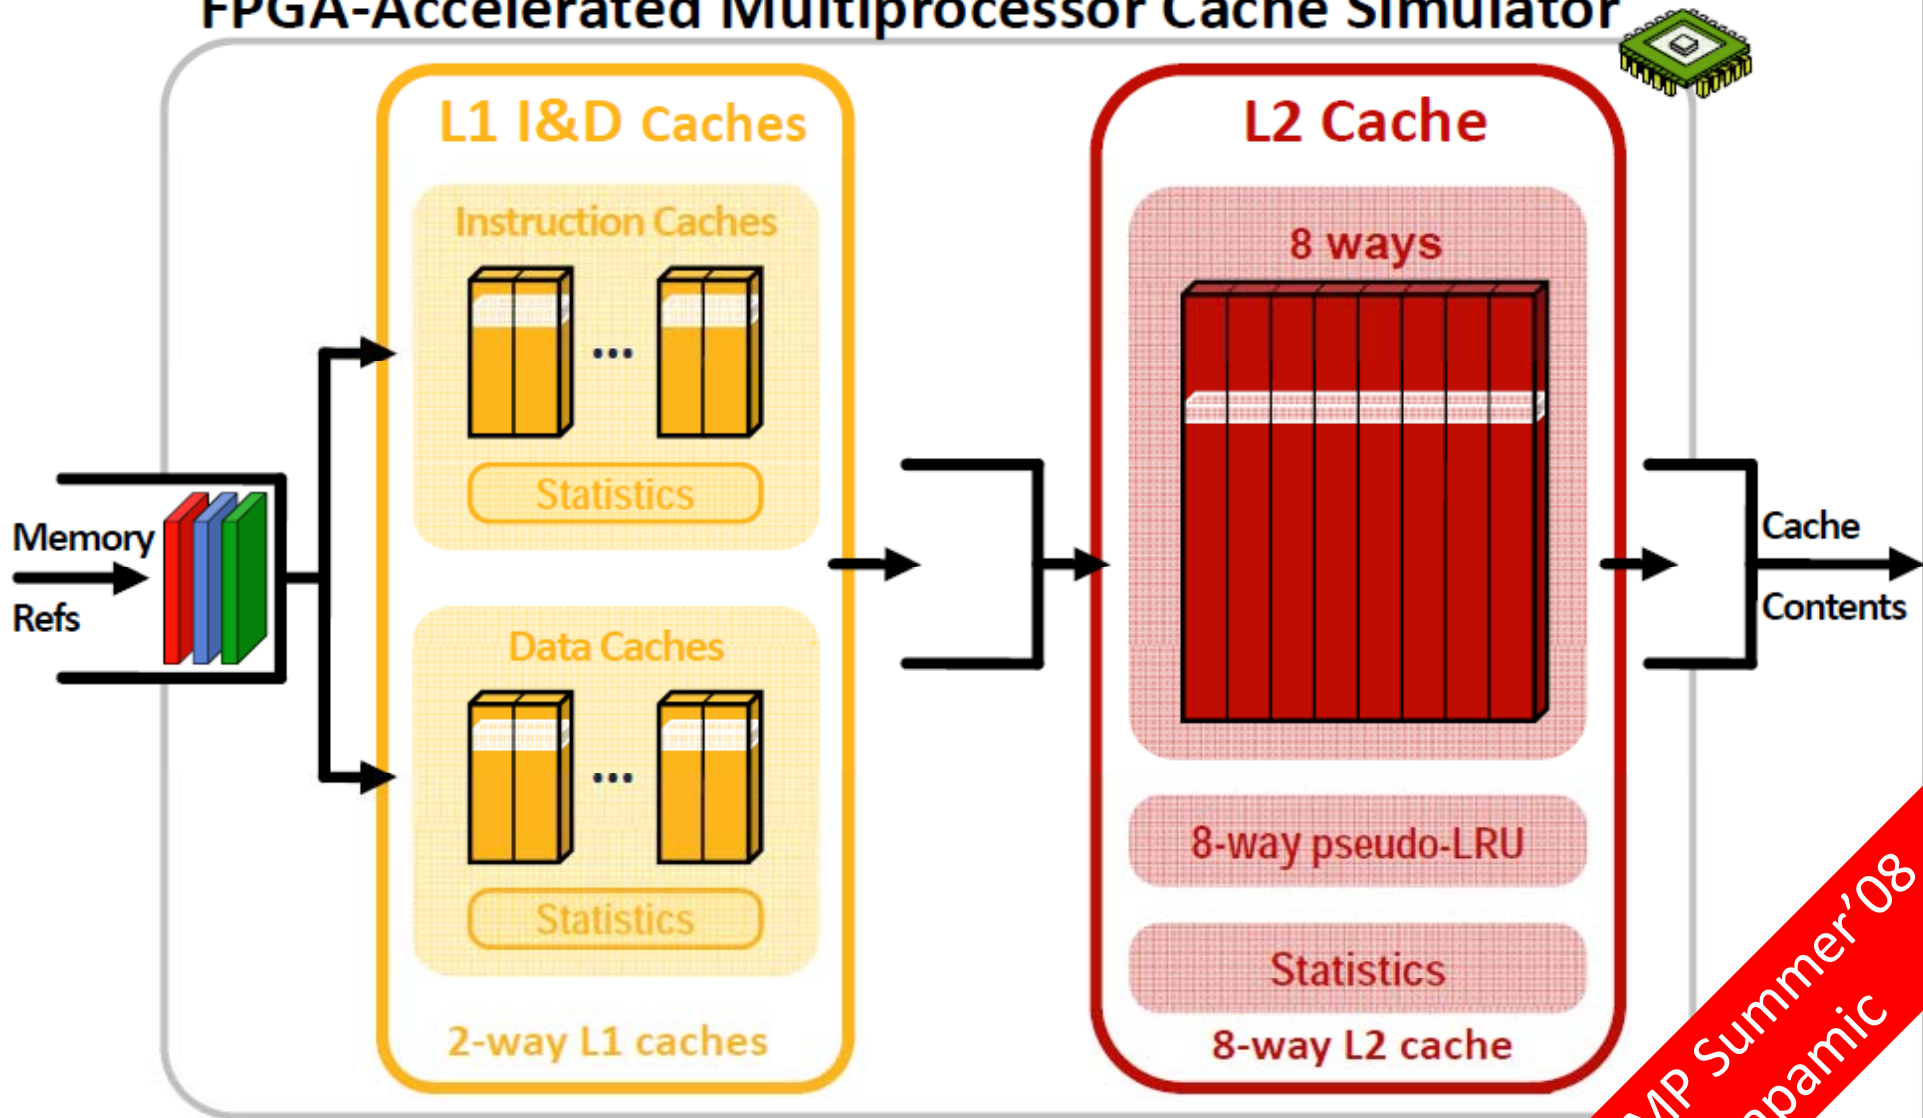 FPGA-Accelerated Multiprocessor Cache Simulator
L1 I&D Caches
Instruction Caches
...
Statistics
Data Caches
...
Statistics
2-way L1 caches
L2 Cache
8 ways
8-way pseudo-LRU
Statistics
8-way L2 cache
Memory
Refs
Cache
Contents
MP Summer'08